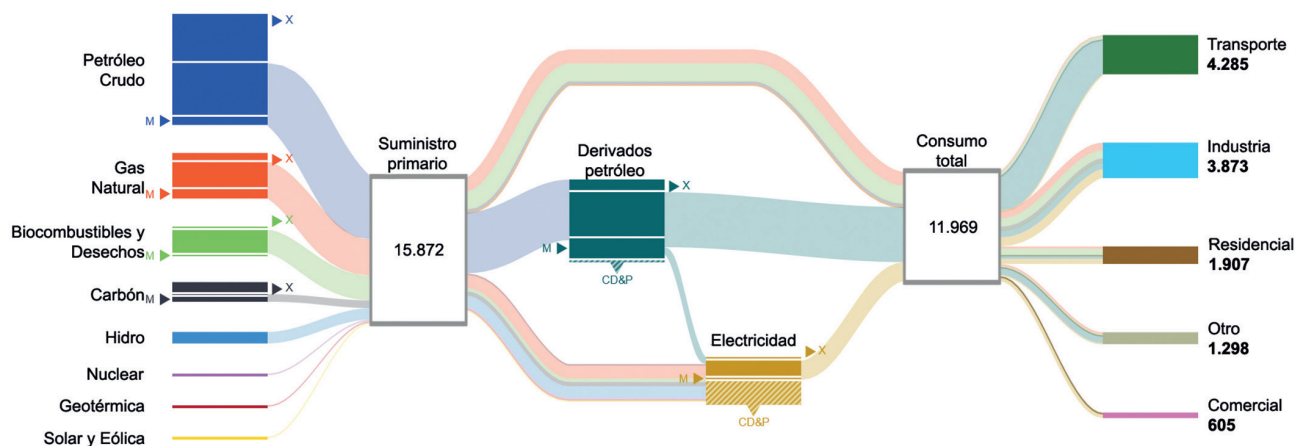 X
Petróleo
Crudo
M
X
Gas
Natural
M
X
Biocombustibles y
Desechos
M
X
Carbón
M
Hidro
Nuclear
Geotérmica
Solar y Eólica
Suministro
primario
15.872
Derivados
petróleo
X
M
CD&P
Electricidad
X
M
CD&P
Consumo
total
11.969
Transporte
4.285
Industria
3.873
Residencial
1.907
Otro
1.298
Comercial
605